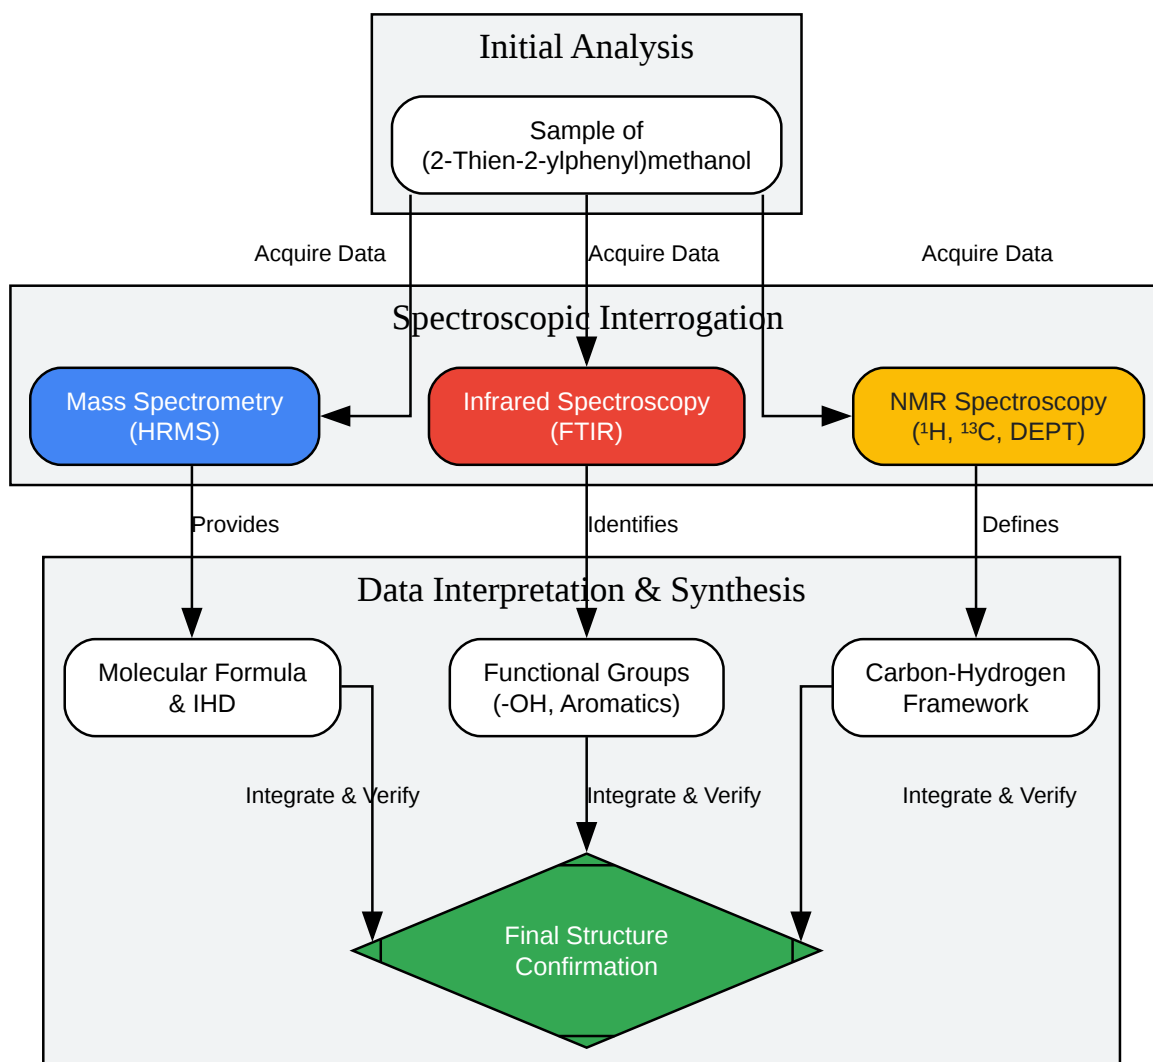 Initial Analysis
Sample of
(2-Thien-2-ylphenyl)methanol
Acquire Data
Acquire Data
Acquire Data
Spectroscopic Interrogation
Mass Spectrometry
(HRMS)
Infrared Spectroscopy
(FTIR)
NMR Spectroscopy
(¹H, ¹³C, DEPT)
Provides
Identifies
Defines
Data Interpretation & Synthesis
Molecular Formula
& IHD
Functional Groups
(-OH, Aromatics)
Carbon-Hydrogen
Framework
Integrate & Verify
Integrate & Verify
Integrate & Verify
Final Structure
Confirmation